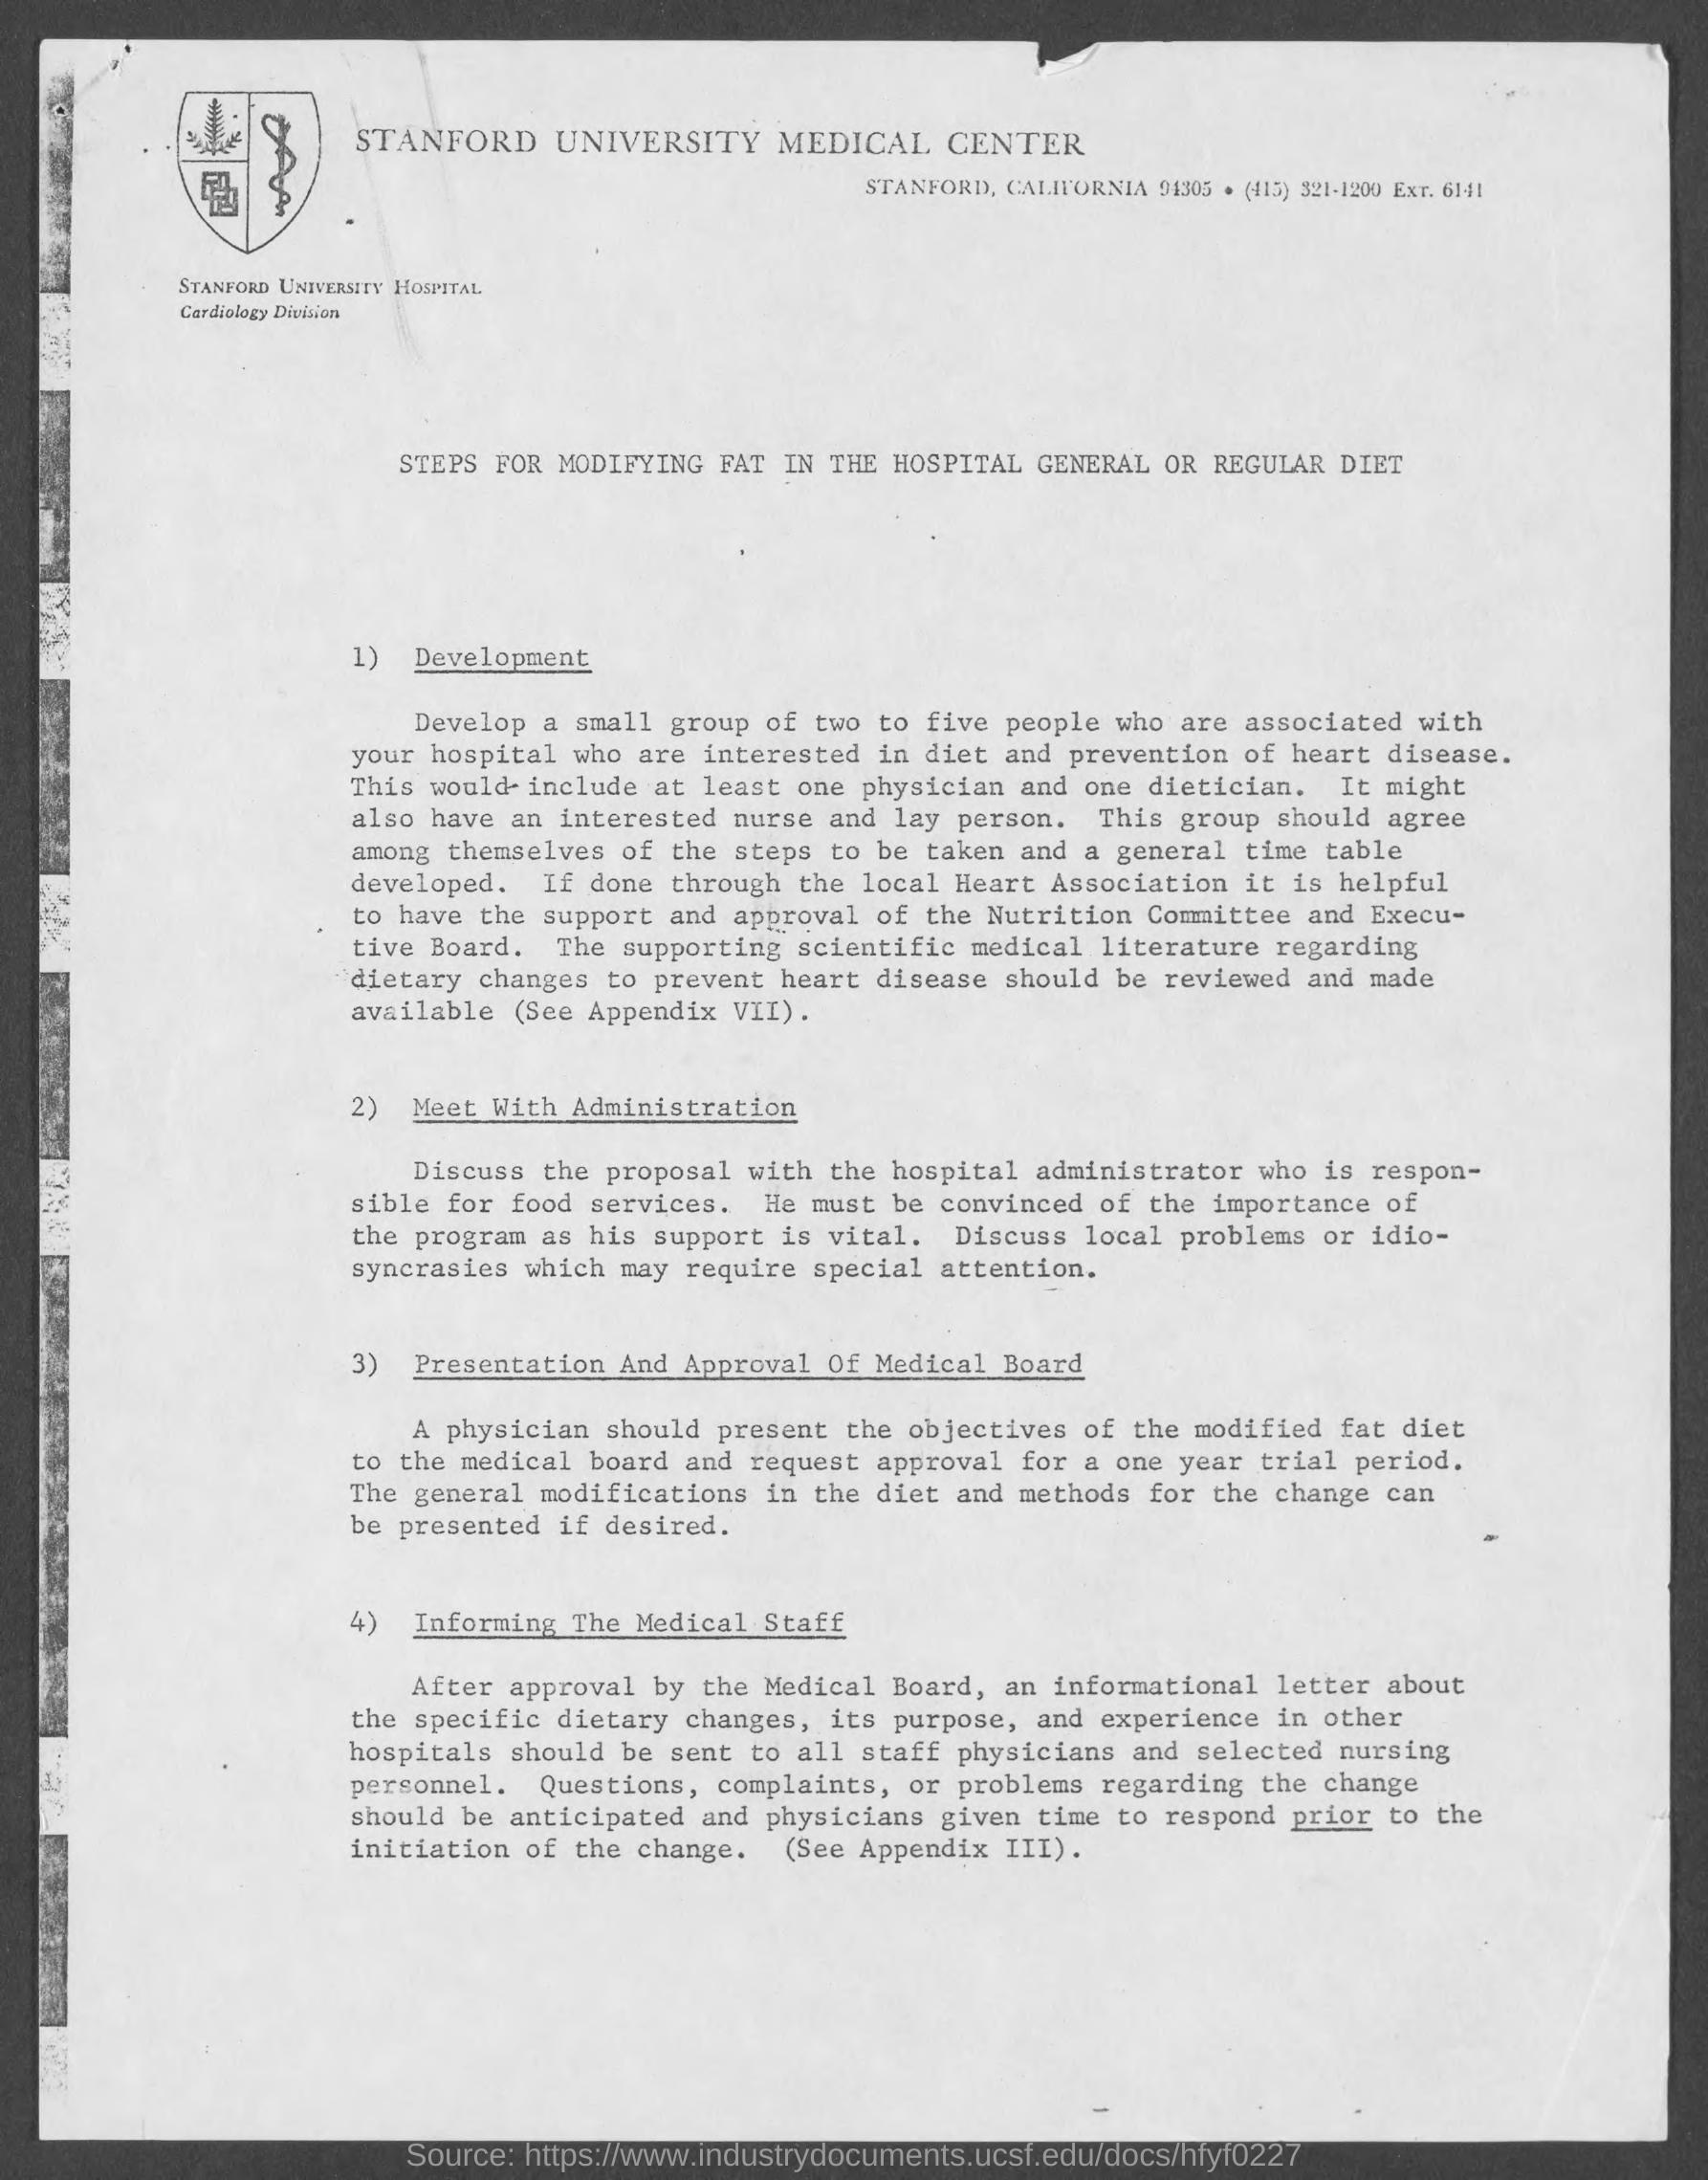 STANFORD UNIVERSITY MEDICAL CENTER
STANFORD, CALIFORNIA 94305 • (415) 321-1200 EXT. 6141
STANFORD UNIVERSITY HOSPITAL
Cardiology Division
STEPS FOR MODIFYING FAT IN THE HOSPITAL GENERAL OR REGULAR DIET
1) Development
Develop a small group of two to five people who are associated with
your hospital who are interested in diet and prevention of heart disease.
This would include at least one physician and one dietician. It might
also have an interested nurse and lay person. This group should agree
among themselves of the steps to be taken and a general time table
developed. If done through the local Heart Association it is helpful
to have the support and approval of the Nutrition Committee and Execu-
tive Board. The supporting scientific medical literature regarding
dietary changes to prevent heart disease should be reviewed and made
available (See Appendix VII).
2) Meet With Administration
Discuss the proposal with the hospital administrator who is respon-
sible for food services. He must be convinced of the importance of
the program as his support is vital. Discuss local problems or idio-
syncrasies which may require special attention.
3) Presentation And Approval Of Medical Board
A physician should present the objectives of the modified fat diet
to the medical board and request approval for a one year trial period.
The general modifications in the diet and methods for the change can
be presented if desired.
4) Informing The Medical Staff
After approval by the Medical Board, an informational letter about
the specific dietary changes, its purpose, and experience in other
hospitals should be sent to all staff physicians and selected nursing
personnel. Questions, complaints, or problems regarding the change
should be anticipated and physicians given time to respond prior to the
initiation of the change. (See Appendix III).
Source: https://www.industrydocuments.ucsf.edu/docs/hfyf0227